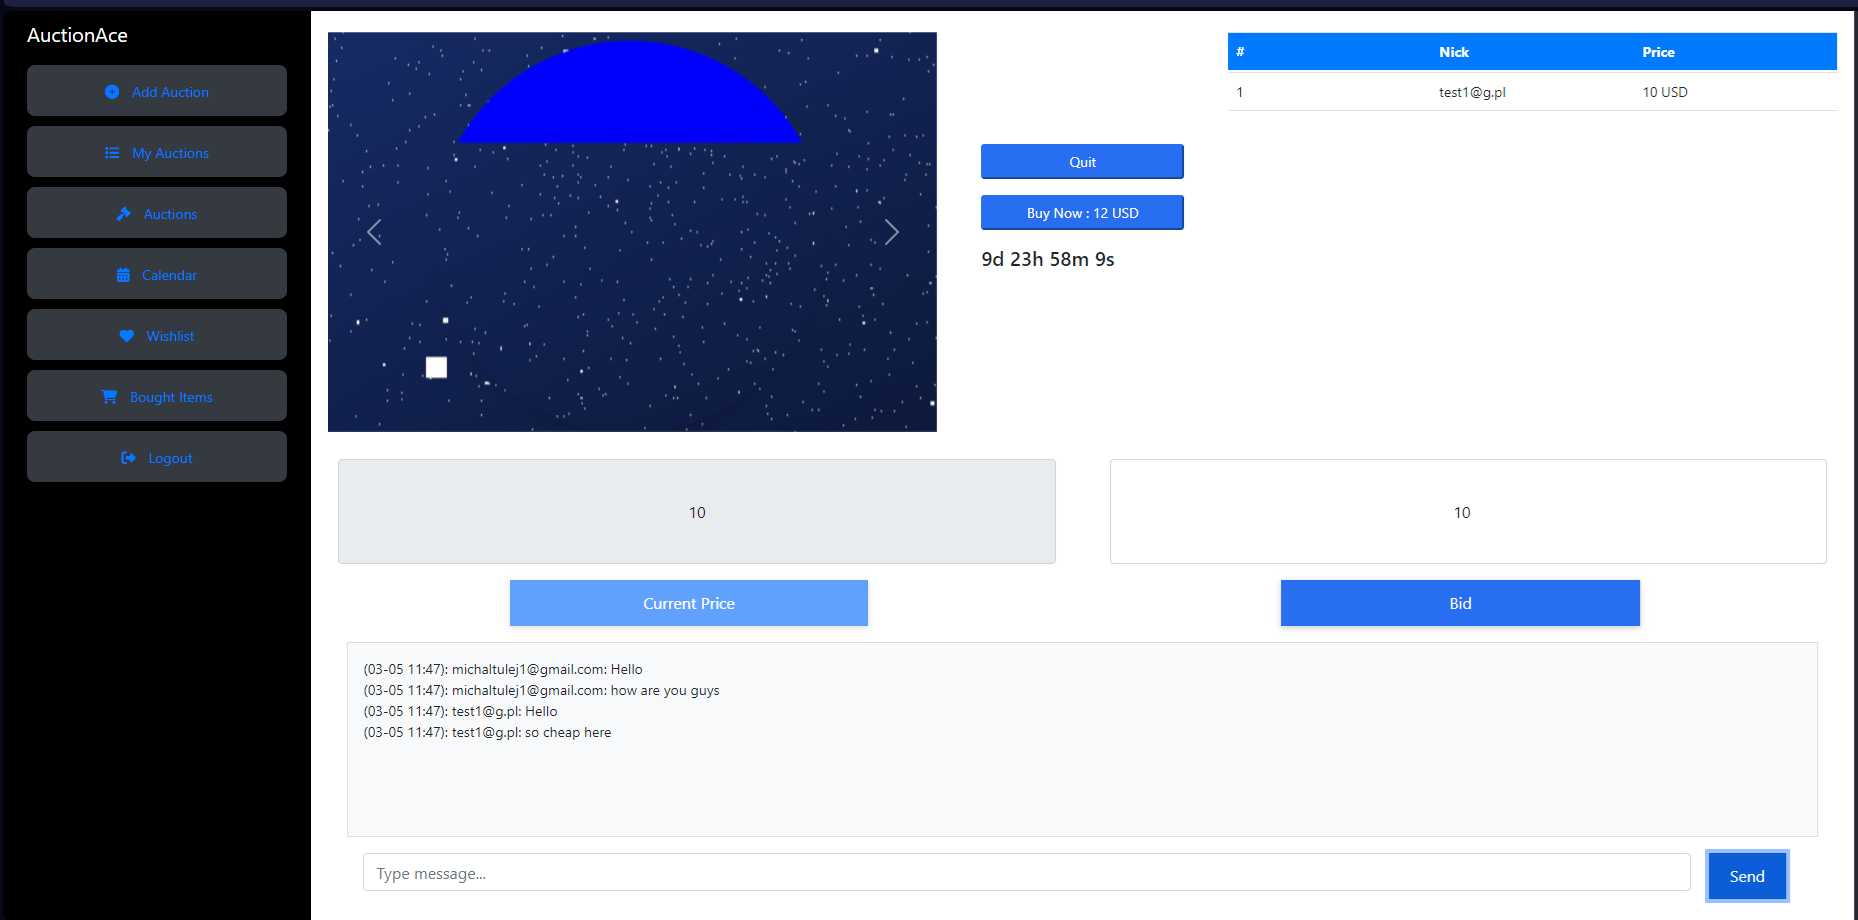 AuctionAce
Add Auction
My Auctions
Auctions
Calendar
Wishlist
Bought Items
Logout
# Nick Price
1 test1@g.pl 10 USD
Quit
Buy Now : 12 USD
9d 23h 58m 9s
10
10
Current Price
Bid
(03-05 11:47): michaltulej1@gmail.com: Hello
(03-05 11:47): michaltulej1@gmail.com: how are you guys
(03-05 11:47): test1@g.pl: Hello
(03-05 11:47): test1@g.pl: so cheap here
Type message...
Send